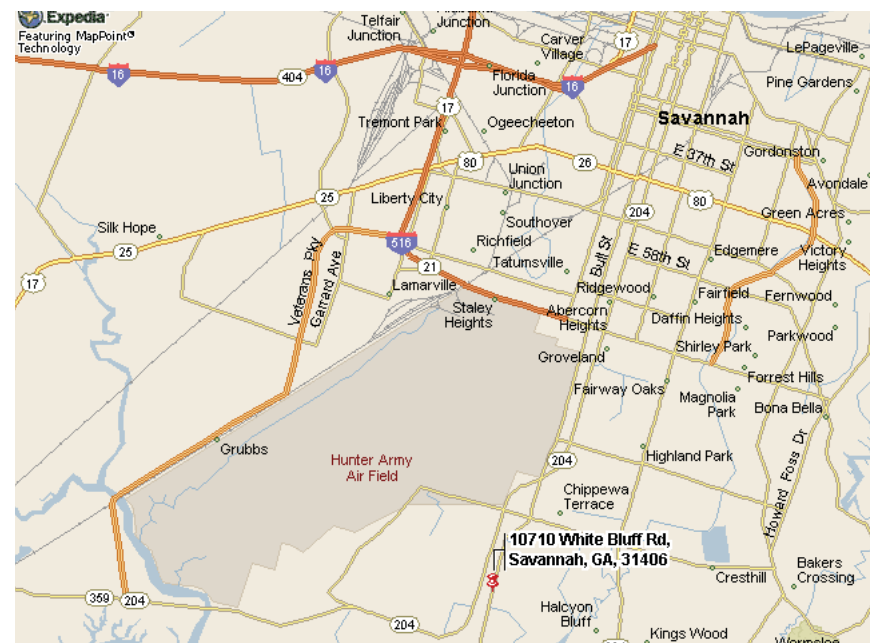 Expedia
Featuring MapPoint
Technology
Telfair
Junction
Junction
Carver
Village
17
LePageville
16
404
16
Florida
Junction
16
Pine Gardens
17
Tremont Park
Ogeecheeton
Savannah
E 37th St
Gordonston
80
26
Union
Junction
Avondale
25
Liberty City
204
80
Green Acres
Silk Hope
Southover
Bull St
E 58th St
Victory
Heights
25
516
Richfield
Edgemere
17
Veterans Pky
Garrard Ave
21
Tatumsville
Lamarville
Ridgewood
Fairfield
Fernwood
Staley
Heights
Abercorn
Heights
Daffin Heights
Parkwood
Groveland
Shirley Park
Fairway Oaks
Forrest Hills
Magnolia
Park
Bona Bella
Grubbs
Hunter Army
Air Field
204
Highland Park
Howard Foss Dr
Chippewa
Terrace
10710 White Bluff Rd,
Savannah, GA, 31406
Cresthill
Bakers
Crossing
359
204
204
Halcyon
Bluff
Kings Wood